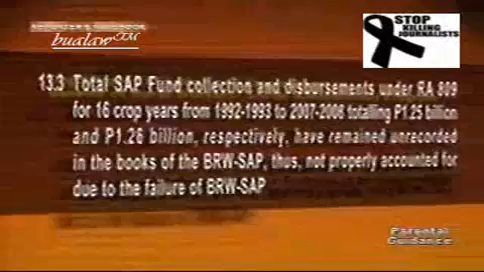 REPORTER'S NOTEBOOK
bualawTM
STOP
KILLING
JOURNALISTS
13.3 Total SAP Fund collection and disbursements under RA 809
for 16 crop years from 1992-1993 to 2007-2008 totalling P1.25 billion
and P1.26 billion, respectively, have remained unrecorded
in the books of the BRW-SAP, thus, not properly accounted for
due to the failure of BRW-SAP
Parental
Guidance